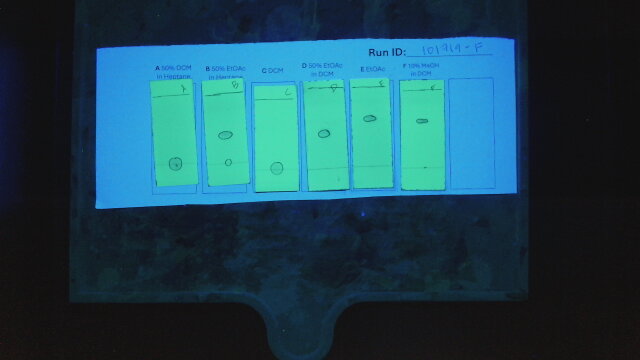 Run ID: 101719-F
A 50% DCM in Heptane
B 50% EtOAc in Heptane
C DCM
D 50% EtOAc in DCM
E EtOAc
F 10% MeOH in DCM
A
B
C
D
E
F